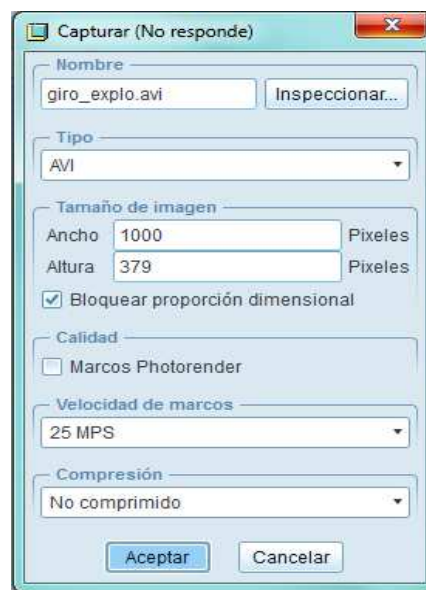 Capturar (No responde)
Nombre
giro_explo.avi Inspeccionar...
Tipo
AVI
Tamaño de imagen
Ancho 1000 Pixeles
Altura 379 Pixeles
Bloquear proporción dimensional
Calidad
Marcos Photorender
Velocidad de marcos
25 MPS
Compresión
No comprimido
Aceptar Cancelar